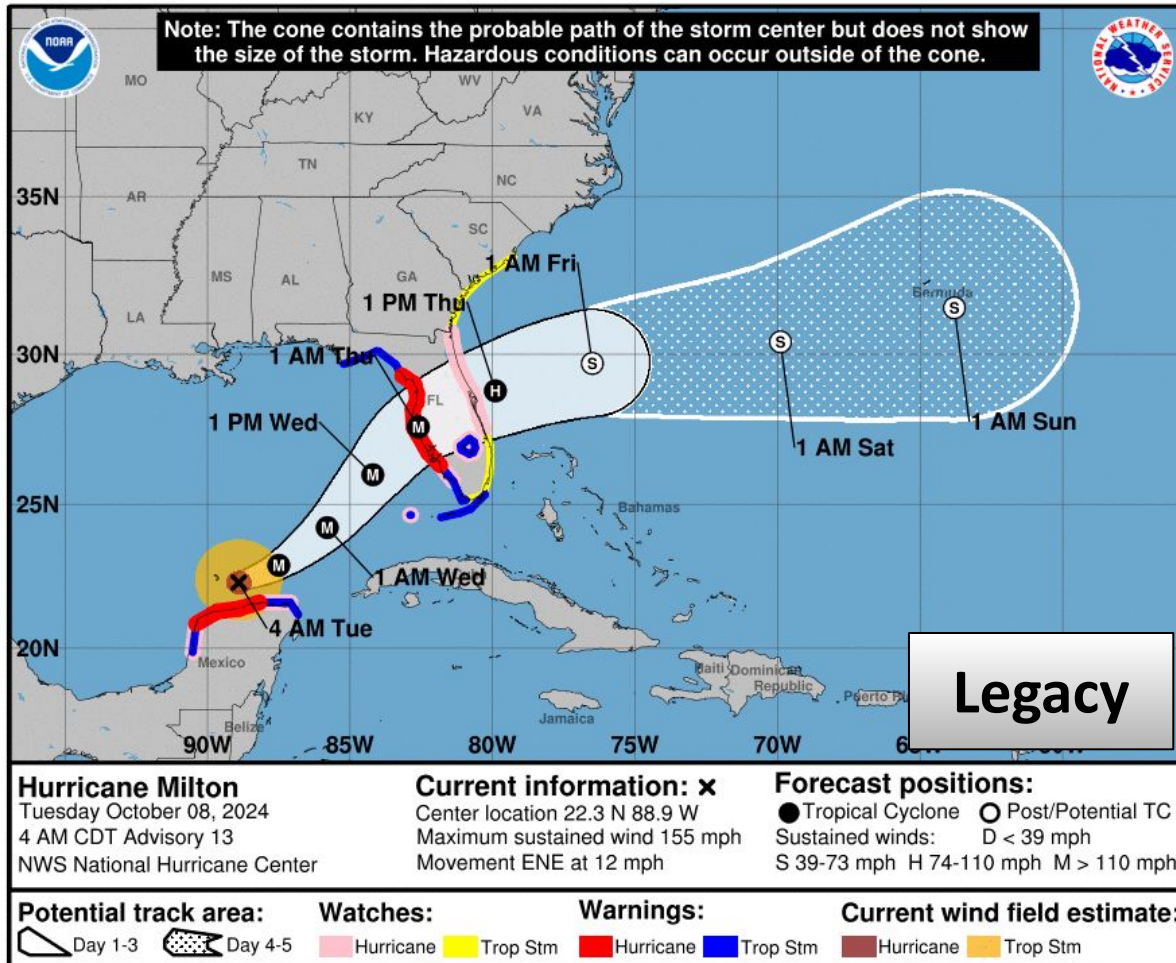 Note: The cone contains the probable path of the storm center but does not show
the size of the storm. Hazardous conditions can occur outside of the cone.
NOAA
NATIONAL WEATHER SERVICE
MO
WV
KY
VA
TN
NC
AR
35N
SC
MS
AL
GA
1 AM Fri
1 PM Thu
Bermuda
LA
30N
1 AM Thu
FL
1 PM Wed
1 AM Sun
1 AM Sat
25N
Bahamas
1 AM Wed
4 AM Tue
20N
Mexico
Haiti
Dominican
Republic
Jamaica
Belize
90W
85W
80W
75W
70W
Legacy
M
M
M
M
H
S
S
S
Hurricane Milton
Tuesday October 08, 2024
4 AM CDT Advisory 13
NWS National Hurricane Center
Current information: ×
Center location 22.3 N 88.9 W
Maximum sustained wind 155 mph
Movement ENE at 12 mph
Forecast positions:
Tropical Cyclone Post/Potential TC
Sustained winds: D < 39 mph
S 39-73 mph H 74-110 mph M > 110 mph
Potential track area:
Day 1-3 Day 4-5
Watches:
Hurricane Trop Stm
Warnings:
Hurricane Trop Stm
Current wind field estimate:
Hurricane Trop Stm